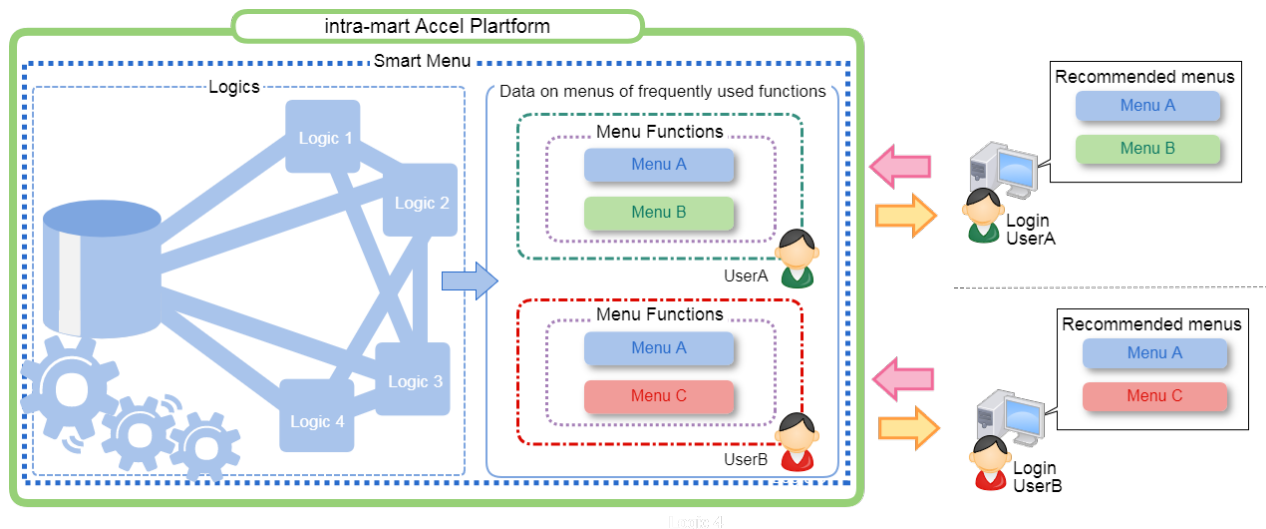 intra-mart Accel Plartform
Smart Menu
Logics
Logic 1
Logic 2
Logic 3
Logic 4
Data on menus of frequently used functions
Menu Functions
Menu A
Menu B
UserA
Menu Functions
Menu A
Menu C
UserB
Recommended menus
Menu A
Menu B
Login
UserA
Recommended menus
Menu A
Menu C
Login
UserB
Logic 4